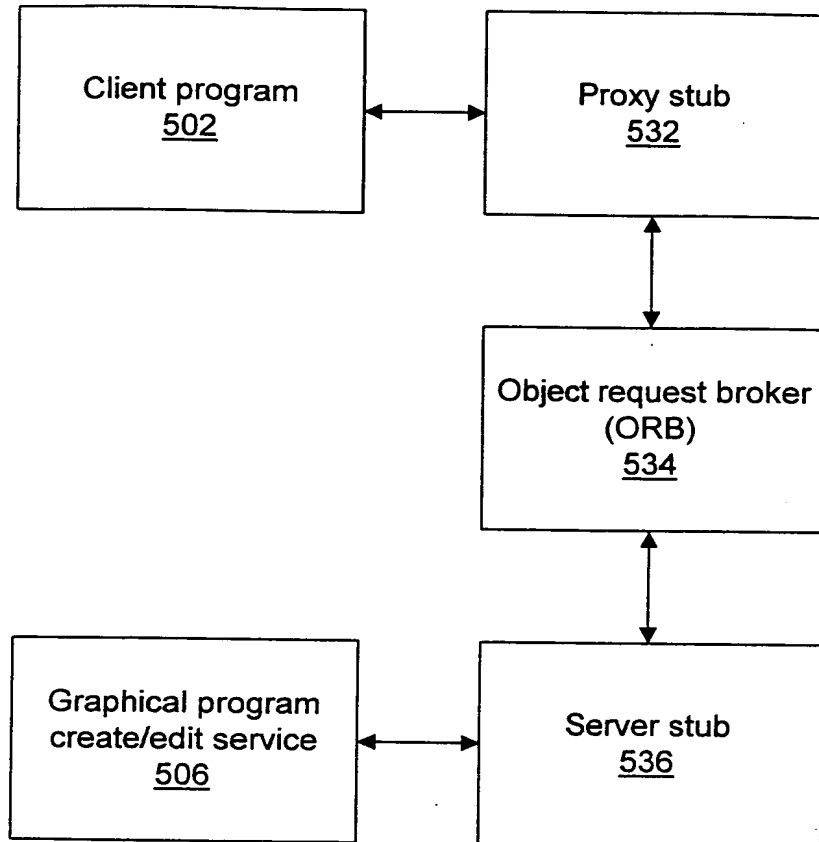 Client program
502
Proxy stub
532
Object request broker
(ORB)
534
Graphical program
create/edit service
506
Server stub
536